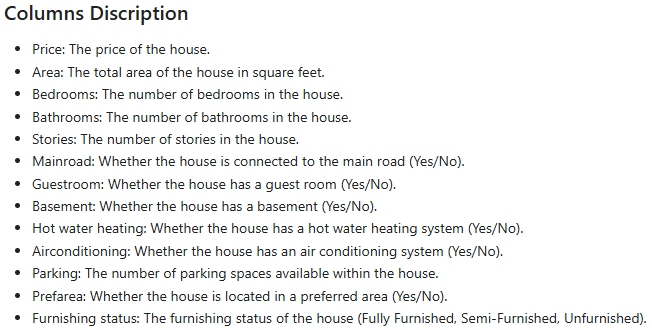 Columns Discription
• Price: The price of the house.
• Area: The total area of the house in square feet.
• Bedrooms: The number of bedrooms in the house.
• Bathrooms: The number of bathrooms in the house.
• Stories: The number of stories in the house.
• Mainroad: Whether the house is connected to the main road (Yes/No).
• Guestroom: Whether the house has a guest room (Yes/No).
• Basement: Whether the house has a basement (Yes/No).
• Hot water heating: Whether the house has a hot water heating system (Yes/No).
• Airconditioning: Whether the house has an air conditioning system (Yes/No).
• Parking: The number of parking spaces available within the house.
• Prefarea: Whether the house is located in a preferred area (Yes/No).
• Furnishing status: The furnishing status of the house (Fully Furnished, Semi-Furnished, Unfurnished).